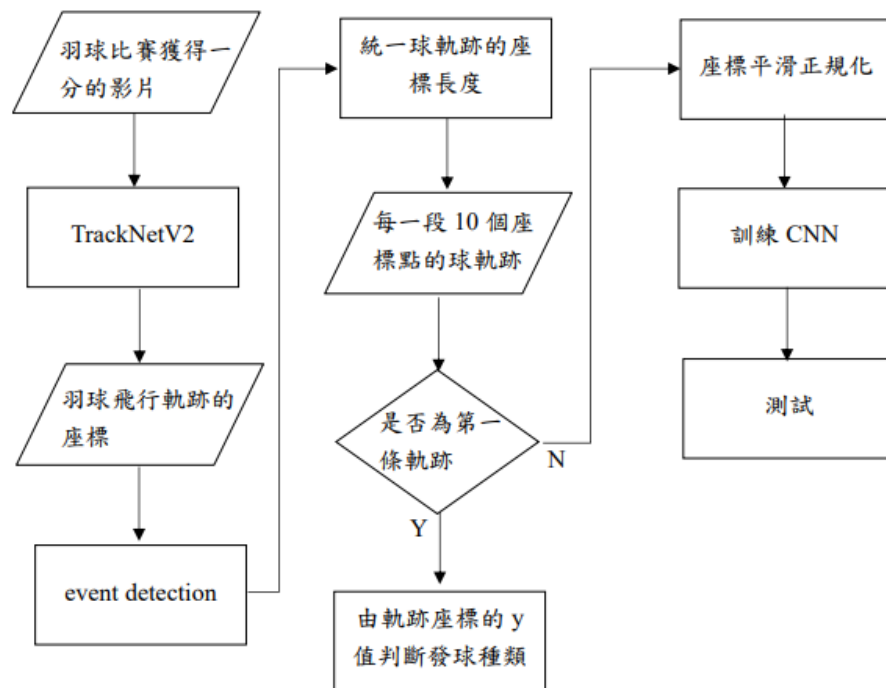 羽球比賽獲得一
分的影片
TrackNetV2
羽球飛行軌跡的
座標
event detection
統一球軌跡的座
標長度
每一段 10 個座
標點的球軌跡
是否為第一
條軌跡
N
Y
由軌跡座標的 y
值判斷發球種類
座標平滑正規化
訓練 CNN
測試